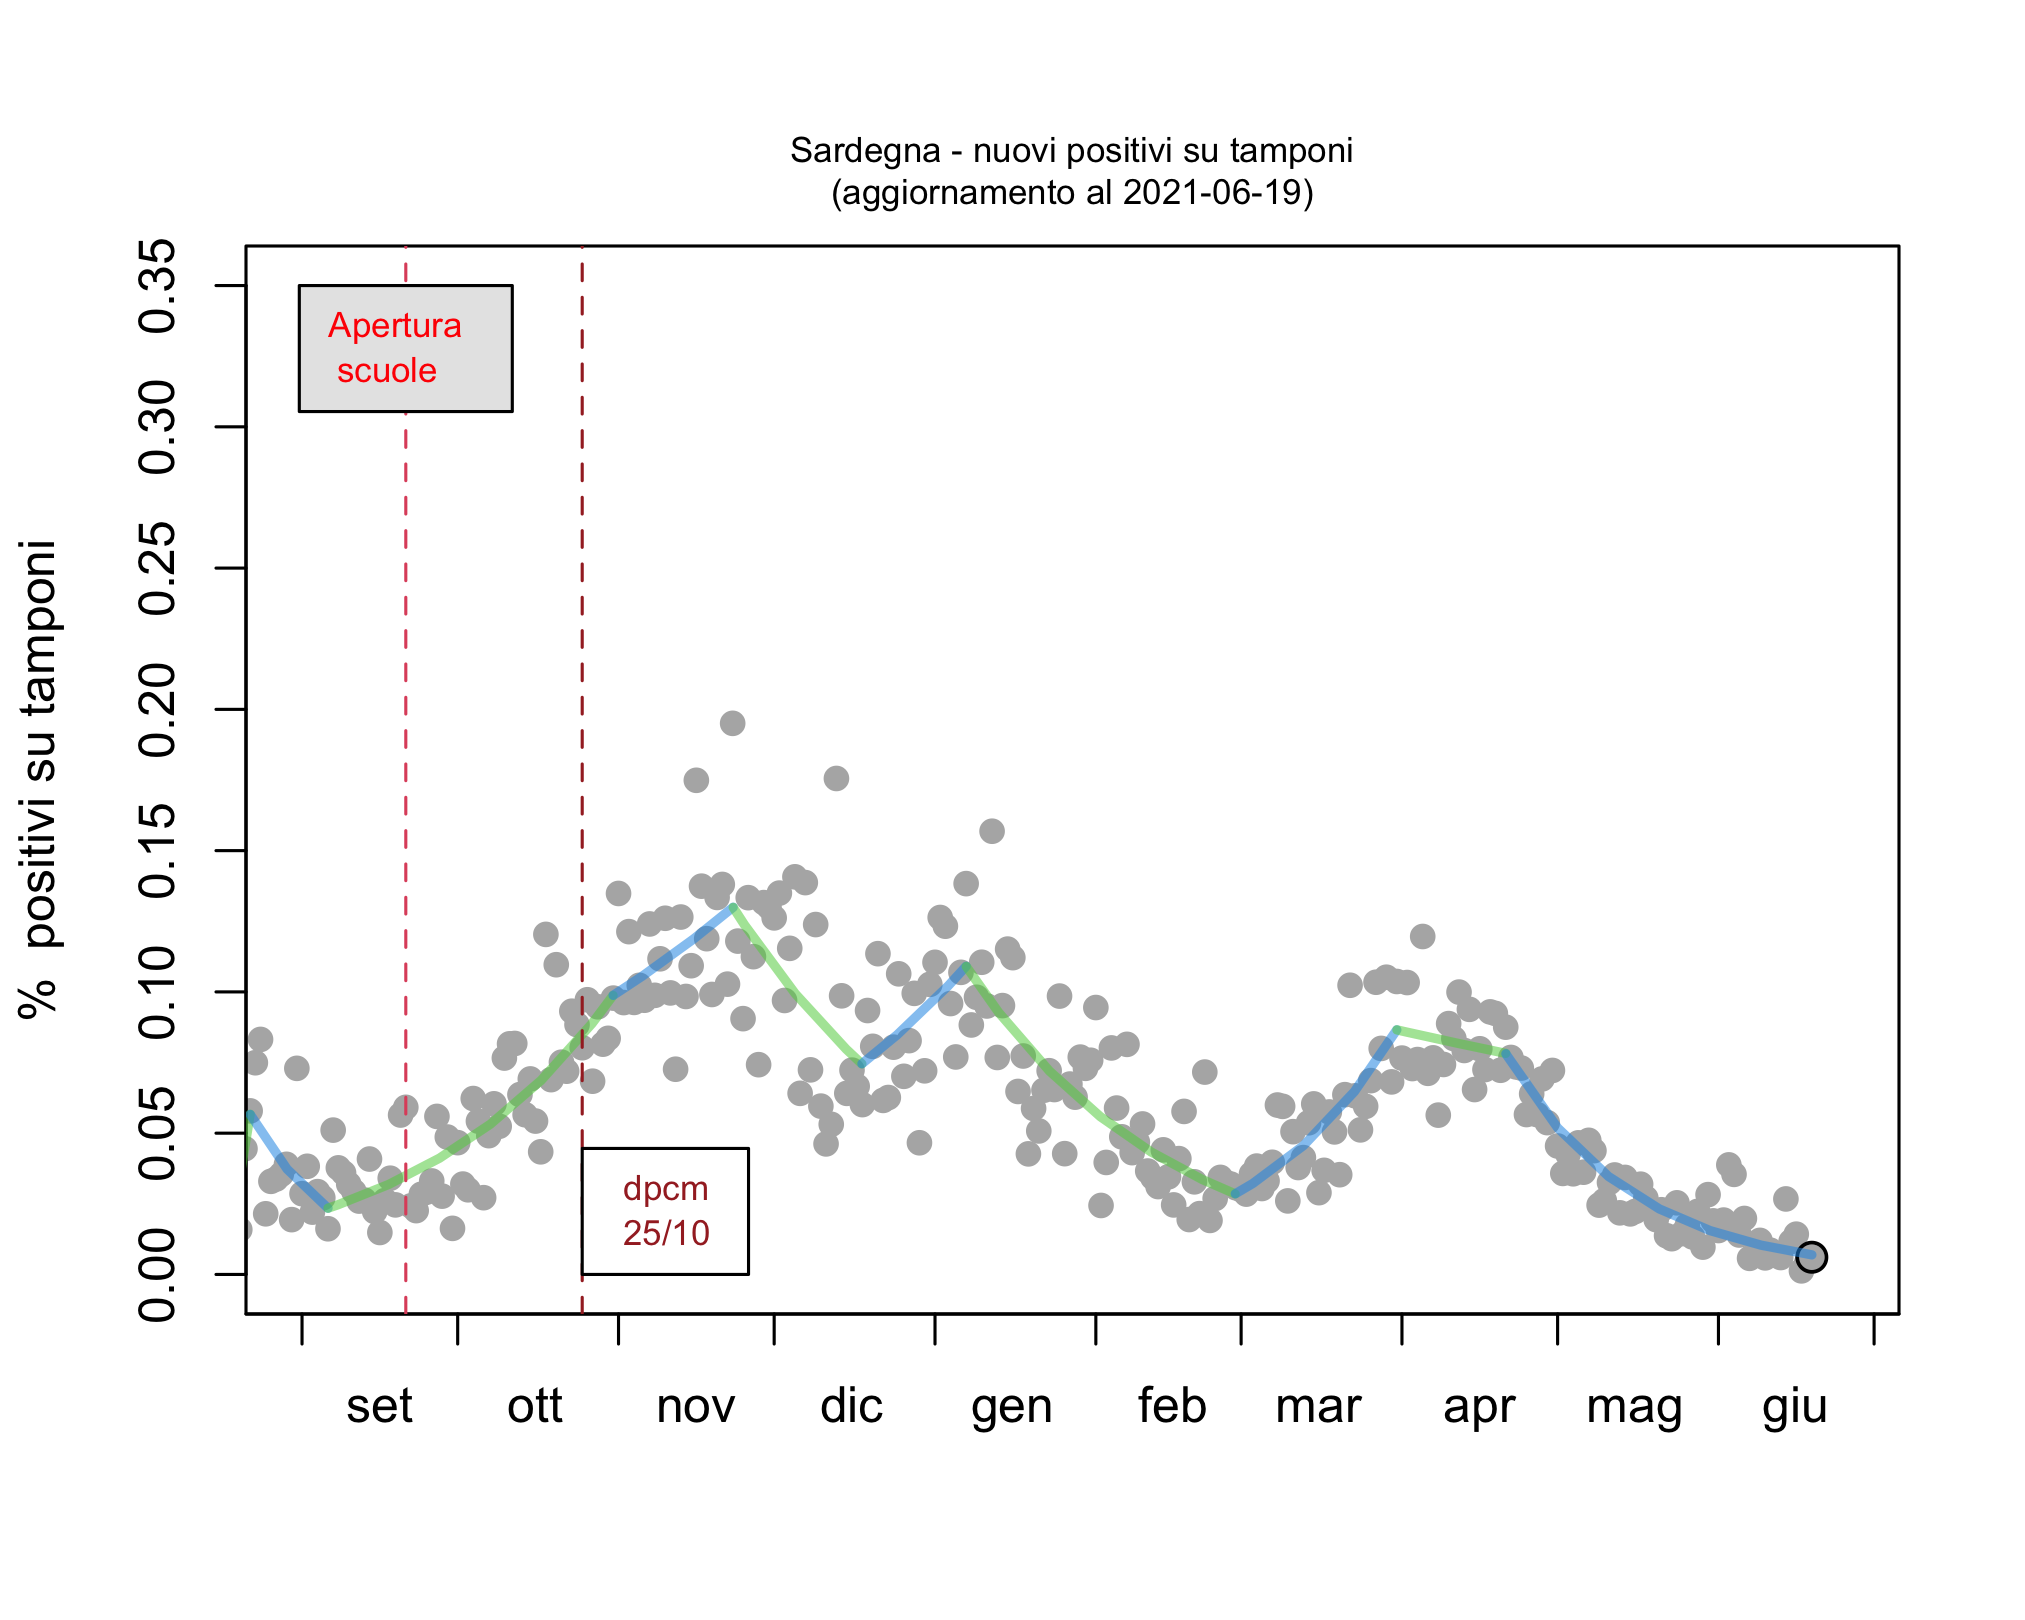 Sardegna - nuovi positivi su tamponi
(aggiornamento al 2021-06-19)
% positivi su tamponi
0.35
0.30
0.25
0.20
0.15
0.10
0.05
0.00
Apertura
scuole
dpcm
25/10
set ott nov dic gen feb mar apr mag giu